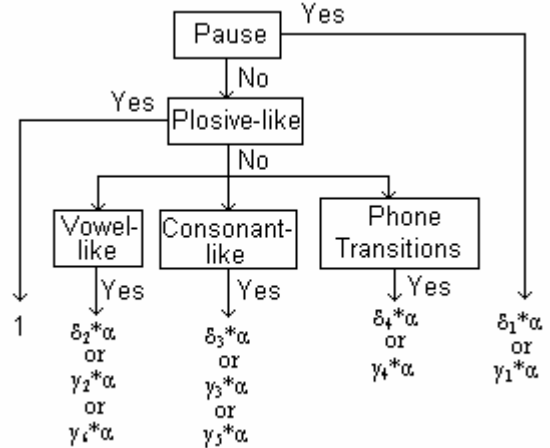 Pause
Yes
No
Yes
Plosive-like
No
Vowel-
like
Consonant-
like
Phone
Transitions
Yes
Yes
Yes
1
δ₂*α
or
γ₂*α
or
δ₃*α
or
γ₃*α
or
γ₅*α
δ₄*α
or
γ₄*α
δ₁*α
or
γ₁*α